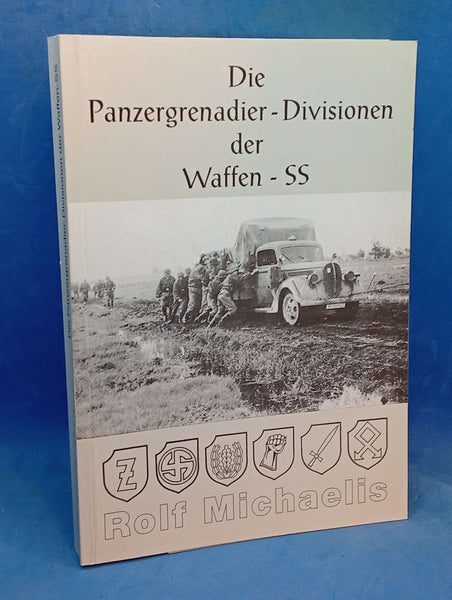 Die
Panzergrenadier - Divisionen
der
Waffen - SS
Rolf Michaelis
Die Panzergrenadier-Divisionen der Waffen-SS